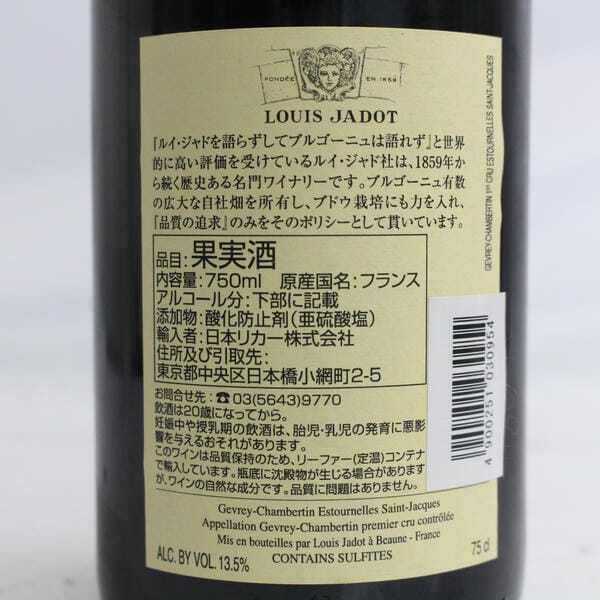 FONDÉE EN 1859
LOUIS JADOT
『ルイ・ジャドを語らずしてブルゴーニュは語れず』と世界
的に高い評価を受けているルイ・ジャド社は、1859年か
ら続く歴史ある名門ワイナリーです。ブルゴーニュ有数
の広大な自社畑を所有し、ブドウ栽培にも力を入れ、
『品質の追求』のみをそのポリシーとして貫いています。
品目:果実酒
内容量:750ml 原産国名:フランス
アルコール分:下部に記載
添加物:酸化防止剤(亜硫酸塩)
輸入者:日本リカー株式会社
住所及び引取先:
東京都中央区日本橋小網町2-5
お問合せ先:☎03(5643)9770
飲酒は20歳になってから。
妊娠中や授乳期の飲酒は、胎児・乳児の発育に悪影
響を与えるおそれがあります。
このワインは品質保持のため、リーファー(定温)コンテナ
で輸入しています。瓶底に沈殿物が生じる場合があります
が、ワインの自然な成分です。品質に問題はありません。
Gevrey-Chambertin Estournelles Saint-Jacques
Appellation Gevrey-Chambertin premier cru contrôlée
Mis en bouteilles par Louis Jadot à Beaune - France
ALC. BY VOL. 13.5%
CONTAINS SULFITES
75 cl
GEVREY-CHAMBERTIN 1ER CRU ESTOURNELLES SAINT-JACQUES
4 900251 030954